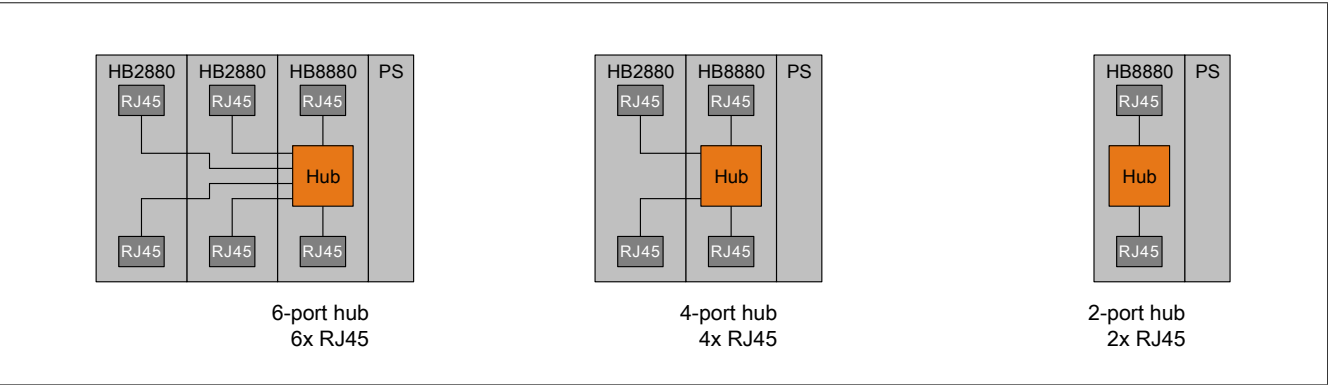 HB2880 HB2880 HB8880 PS
RJ45 RJ45 RJ45
Hub
RJ45 RJ45 RJ45
6-port hub
6x RJ45
HB2880 HB8880 PS
RJ45 RJ45
Hub
RJ45 RJ45
4-port hub
4x RJ45
HB8880 PS
RJ45
Hub
RJ45
2-port hub
2x RJ45